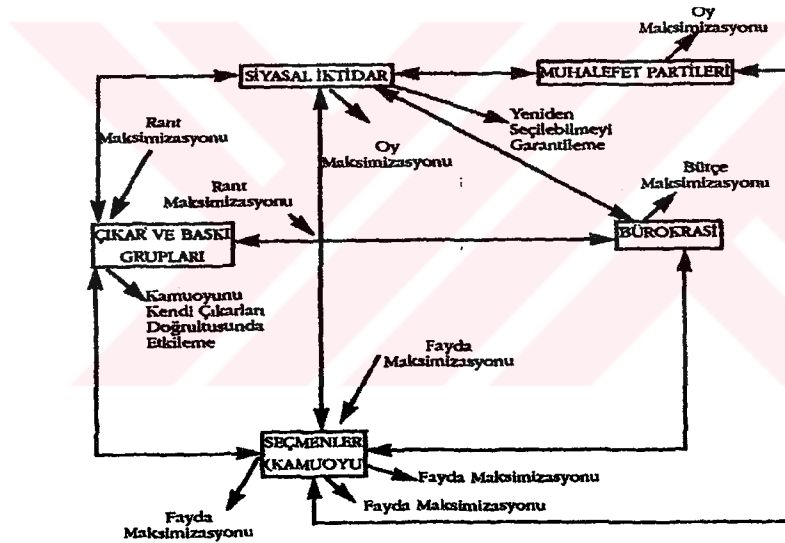 Oy
Maksimizasyonu
SİYASAL İKTİDAR
MUHALEFET PARTİLERİ
Rant
Maksimizasyonu
Oy
Maksimizasyonu
Yeniden
Seçilebilmeyi
Garantileme
Rant
Maksimizasyonu
Bütçe
Maksimizasyonu
ÇIKAR VE BASKI
GRUPLARI
BÜROKRASİ
Kamuoyunu
Kendi Çıkarları
Doğrultusunda
Etkileme
Fayda
Maksimizasyonu
SEÇMENLER
(KAMUOYU
Fayda Maksimizasyonu
Fayda Maksimizasyonu
Fayda
Maksimizasyonu